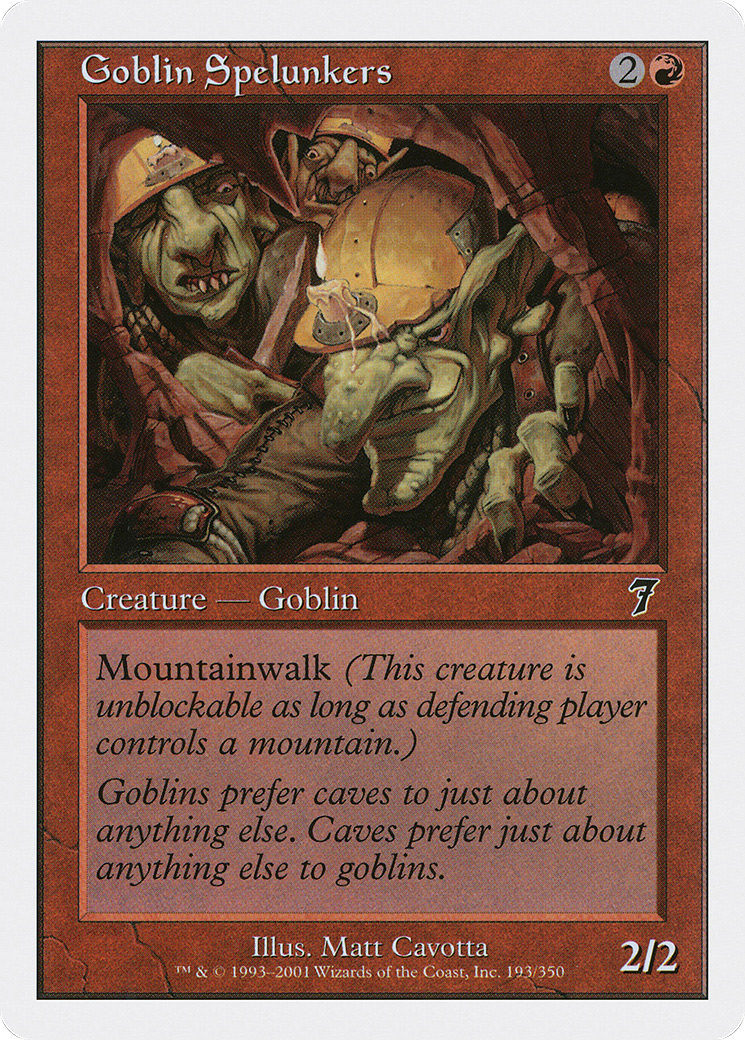 Goblin Spelunkers 2
Creature — Goblin 7
Mountainwalk (This creature is
unblockable as long as defending player
controls a mountain.)
Goblins prefer caves to just about
anything else. Caves prefer just about
anything else to goblins.
Illus. Matt Cavotta
™ & © 1993–2001 Wizards of the Coast, Inc. 193/350
2/2